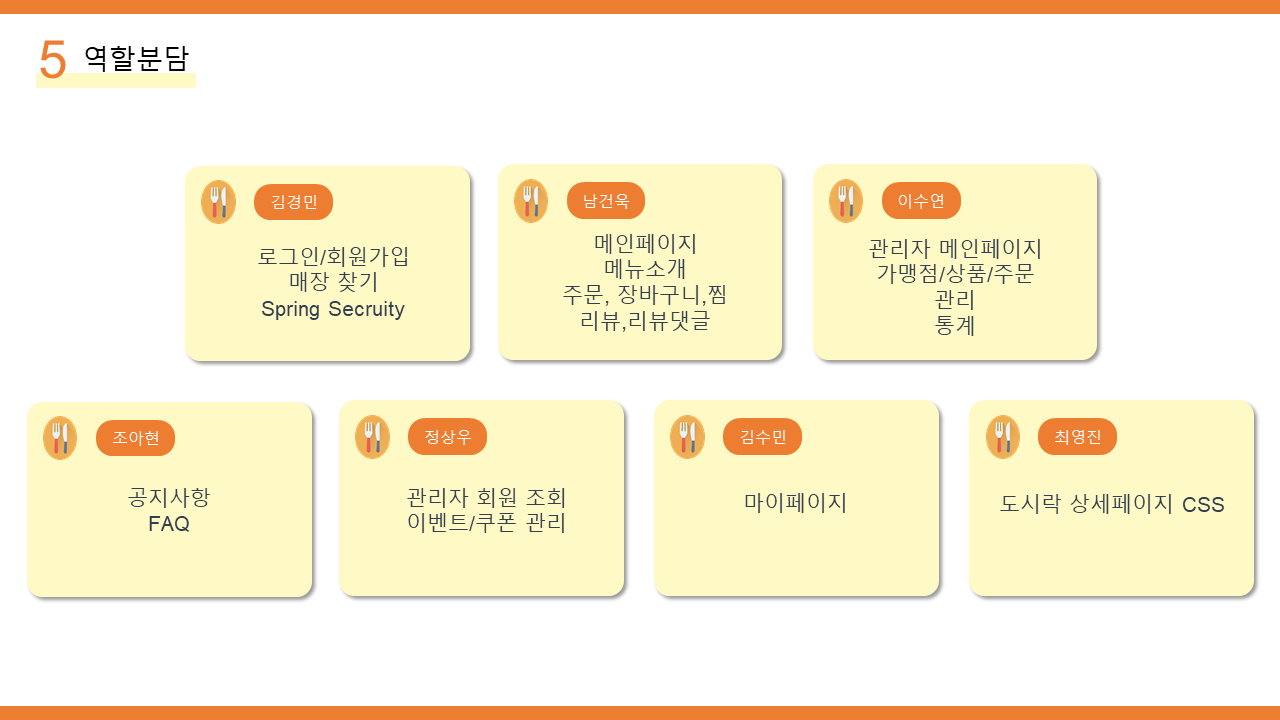 5 역할분담
김경민
로그인/회원가입
매장 찾기
Spring Secruity
남건욱
메인페이지
메뉴소개
주문, 장바구니,찜
리뷰,리뷰댓글
이수연
관리자 메인페이지
가맹점/상품/주문
관리
통계
조아현
공지사항
FAQ
정상우
관리자 회원 조회
이벤트/쿠폰 관리
김수민
마이페이지
최영진
도시락 상세페이지 CSS